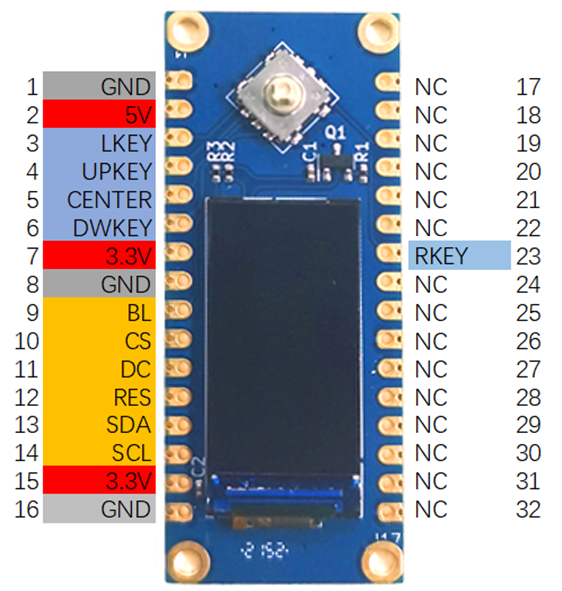 1 GND NC 17
2 5V NC 18
3 LKEY NC 19
4 UPKEY NC 20
5 CENTER NC 21
6 DWKEY NC 22
7 3.3V RKEY 23
8 GND NC 24
9 BL NC 25
10 CS NC 26
11 DC NC 27
12 RES NC 28
13 SDA NC 29
14 SCL NC 30
15 3.3V NC 31
16 GND NC 32
Q1
R3
R2
C1
R1
C2
2152